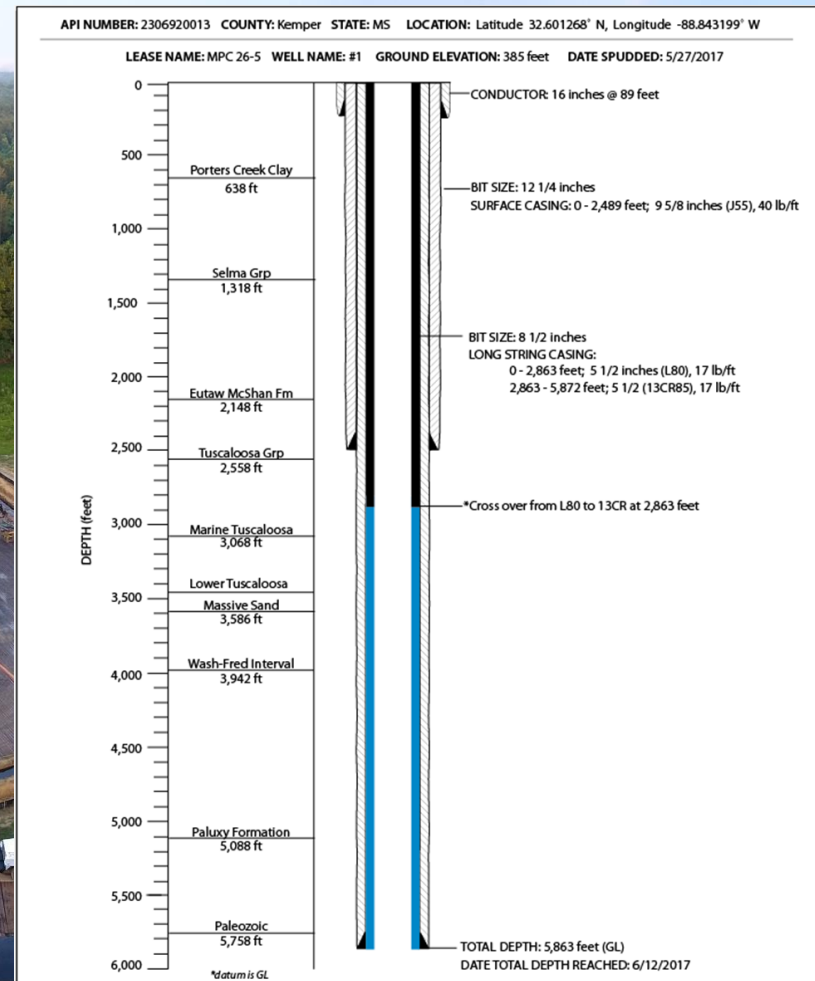 API NUMBER: 2306920013 COUNTY: Kemper STATE: MS LOCATION: Latitude 32.601268° N, Longitude -88.843199° W
LEASE NAME: MPC 26-5 WELL NAME: #1 GROUND ELEVATION: 385 feet DATE SPUDDED: 5/27/2017
0
CONDUCTOR: 16 inches @ 89 feet
500
Porters Creek Clay
638 ft
BIT SIZE: 12 1/4 inches
SURFACE CASING: 0 - 2,489 feet; 9 5/8 inches (J55), 40 lb/ft
1,000
Selma Grp
1,318 ft
1,500
BIT SIZE: 8 1/2 inches
LONG STRING CASING:
0 - 2,863 feet; 5 1/2 inches (L80), 17 lb/ft
2,863 - 5,872 feet; 5 1/2 (13CR85), 17 lb/ft
2,000
Eutaw McShan Fm
2,148 ft
2,500
Tuscaloosa Grp
2,558 ft
*Cross over from L80 to 13CR at 2,863 feet
DEPTH (feet)
3,000
Marine Tuscaloosa
3,068 ft
Lower Tuscaloosa
3,500
Massive Sand
3,586 ft
Wash-Fred Interval
3,942 ft
4,000
4,500
5,000
Paluxy Formation
5,088 ft
5,500
Paleozoic
5,758 ft
TOTAL DEPTH: 5,863 feet (GL)
DATE TOTAL DEPTH REACHED: 6/12/2017
6,000
*datum is GL